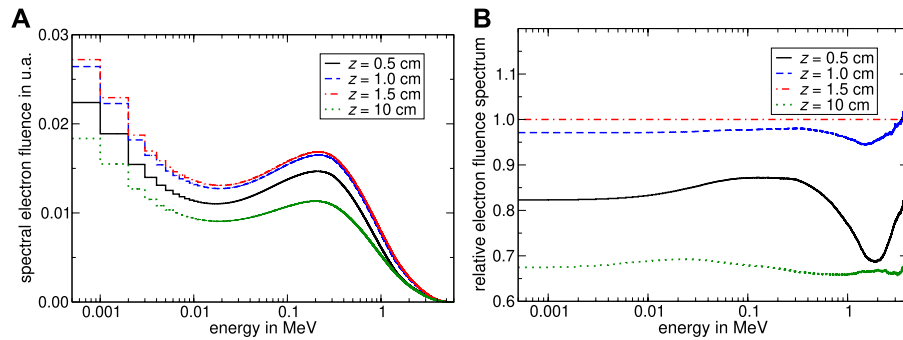 A
spectral electron fluence in u.a.
0.03
0.02
0.01
0.00
z = 0.5 cm
z = 1.0 cm
z = 1.5 cm
z = 10 cm
0.001
0.01
0.1
1
energy in MeV
B
relative electron fluence spectrum
1.1
1.0
0.9
0.8
0.7
0.6
z = 0.5 cm
z = 1.0 cm
z = 1.5 cm
z = 10 cm
0.001
0.01
0.1
1
energy in MeV